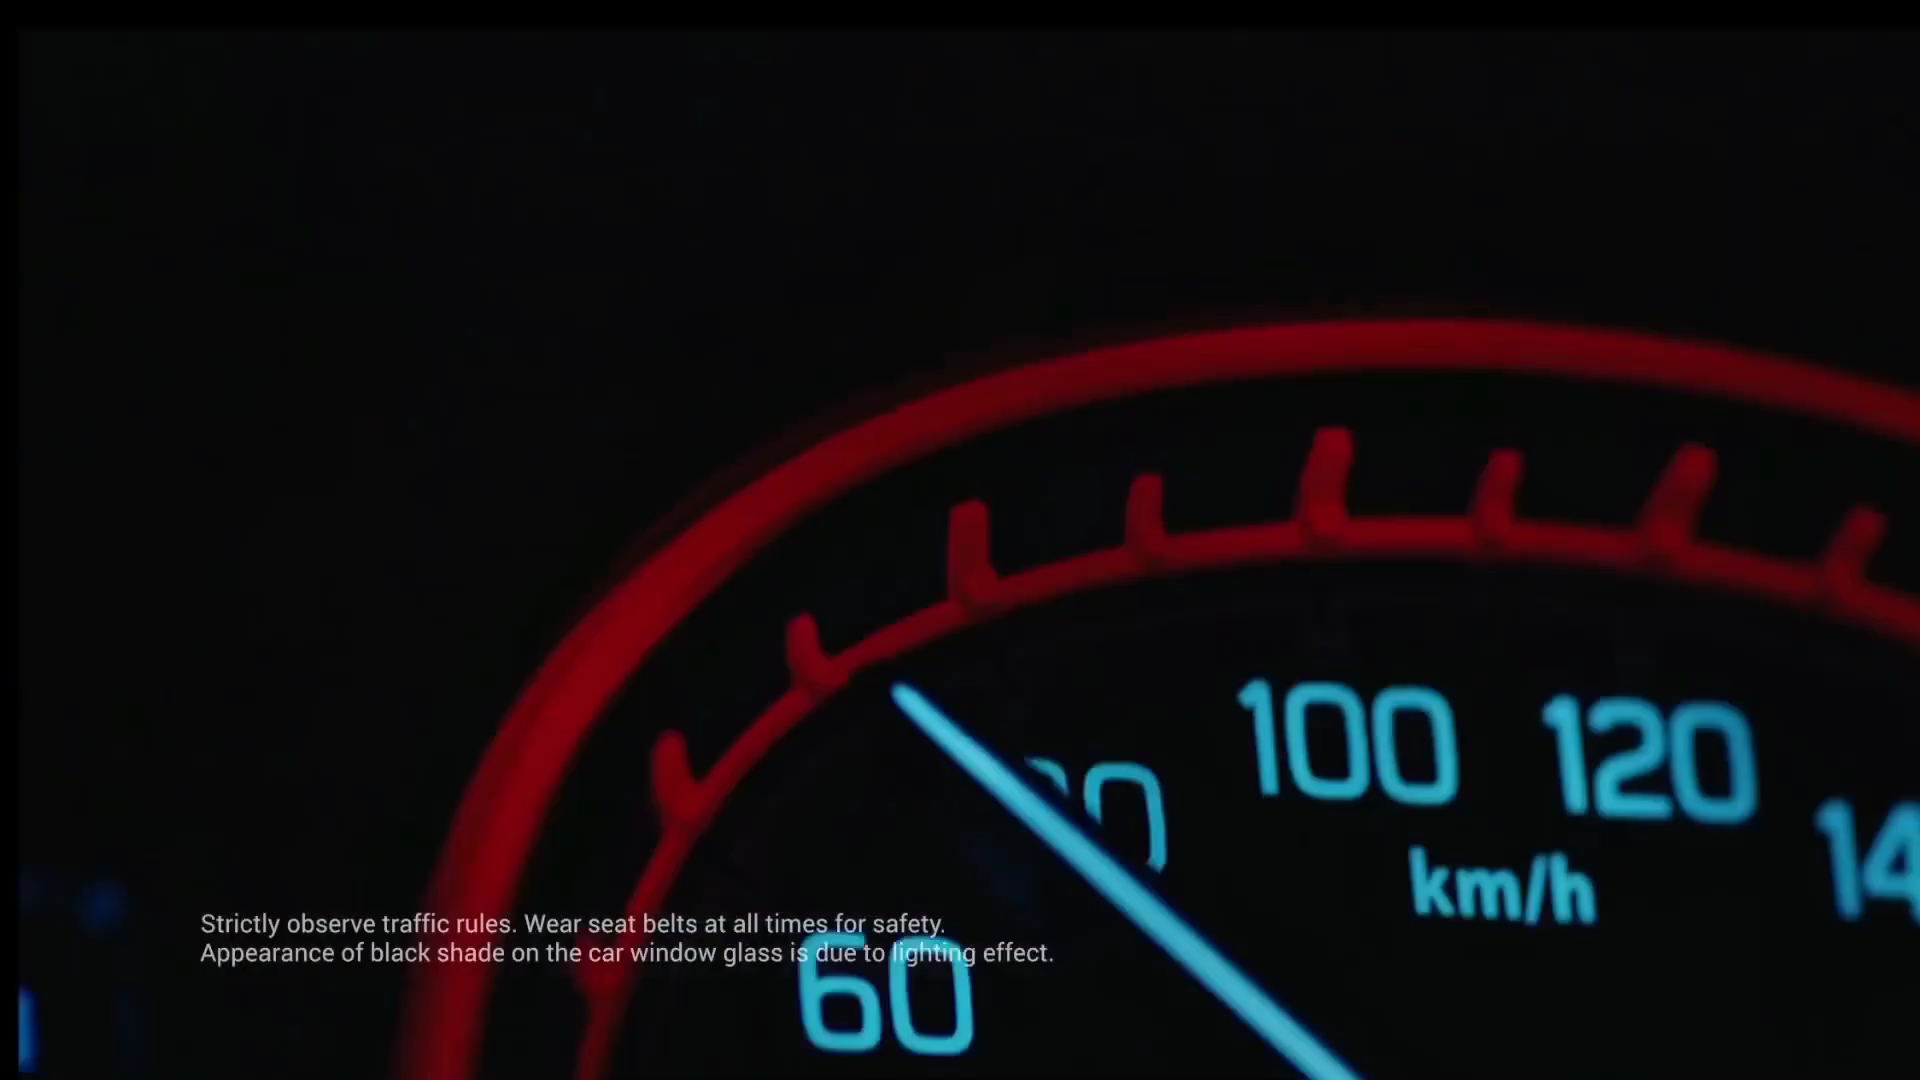 100 120
km/h
60
Strictly observe traffic rules. Wear seat belts at all times for safety.
Appearance of black shade on the car window glass is due to lighting effect.